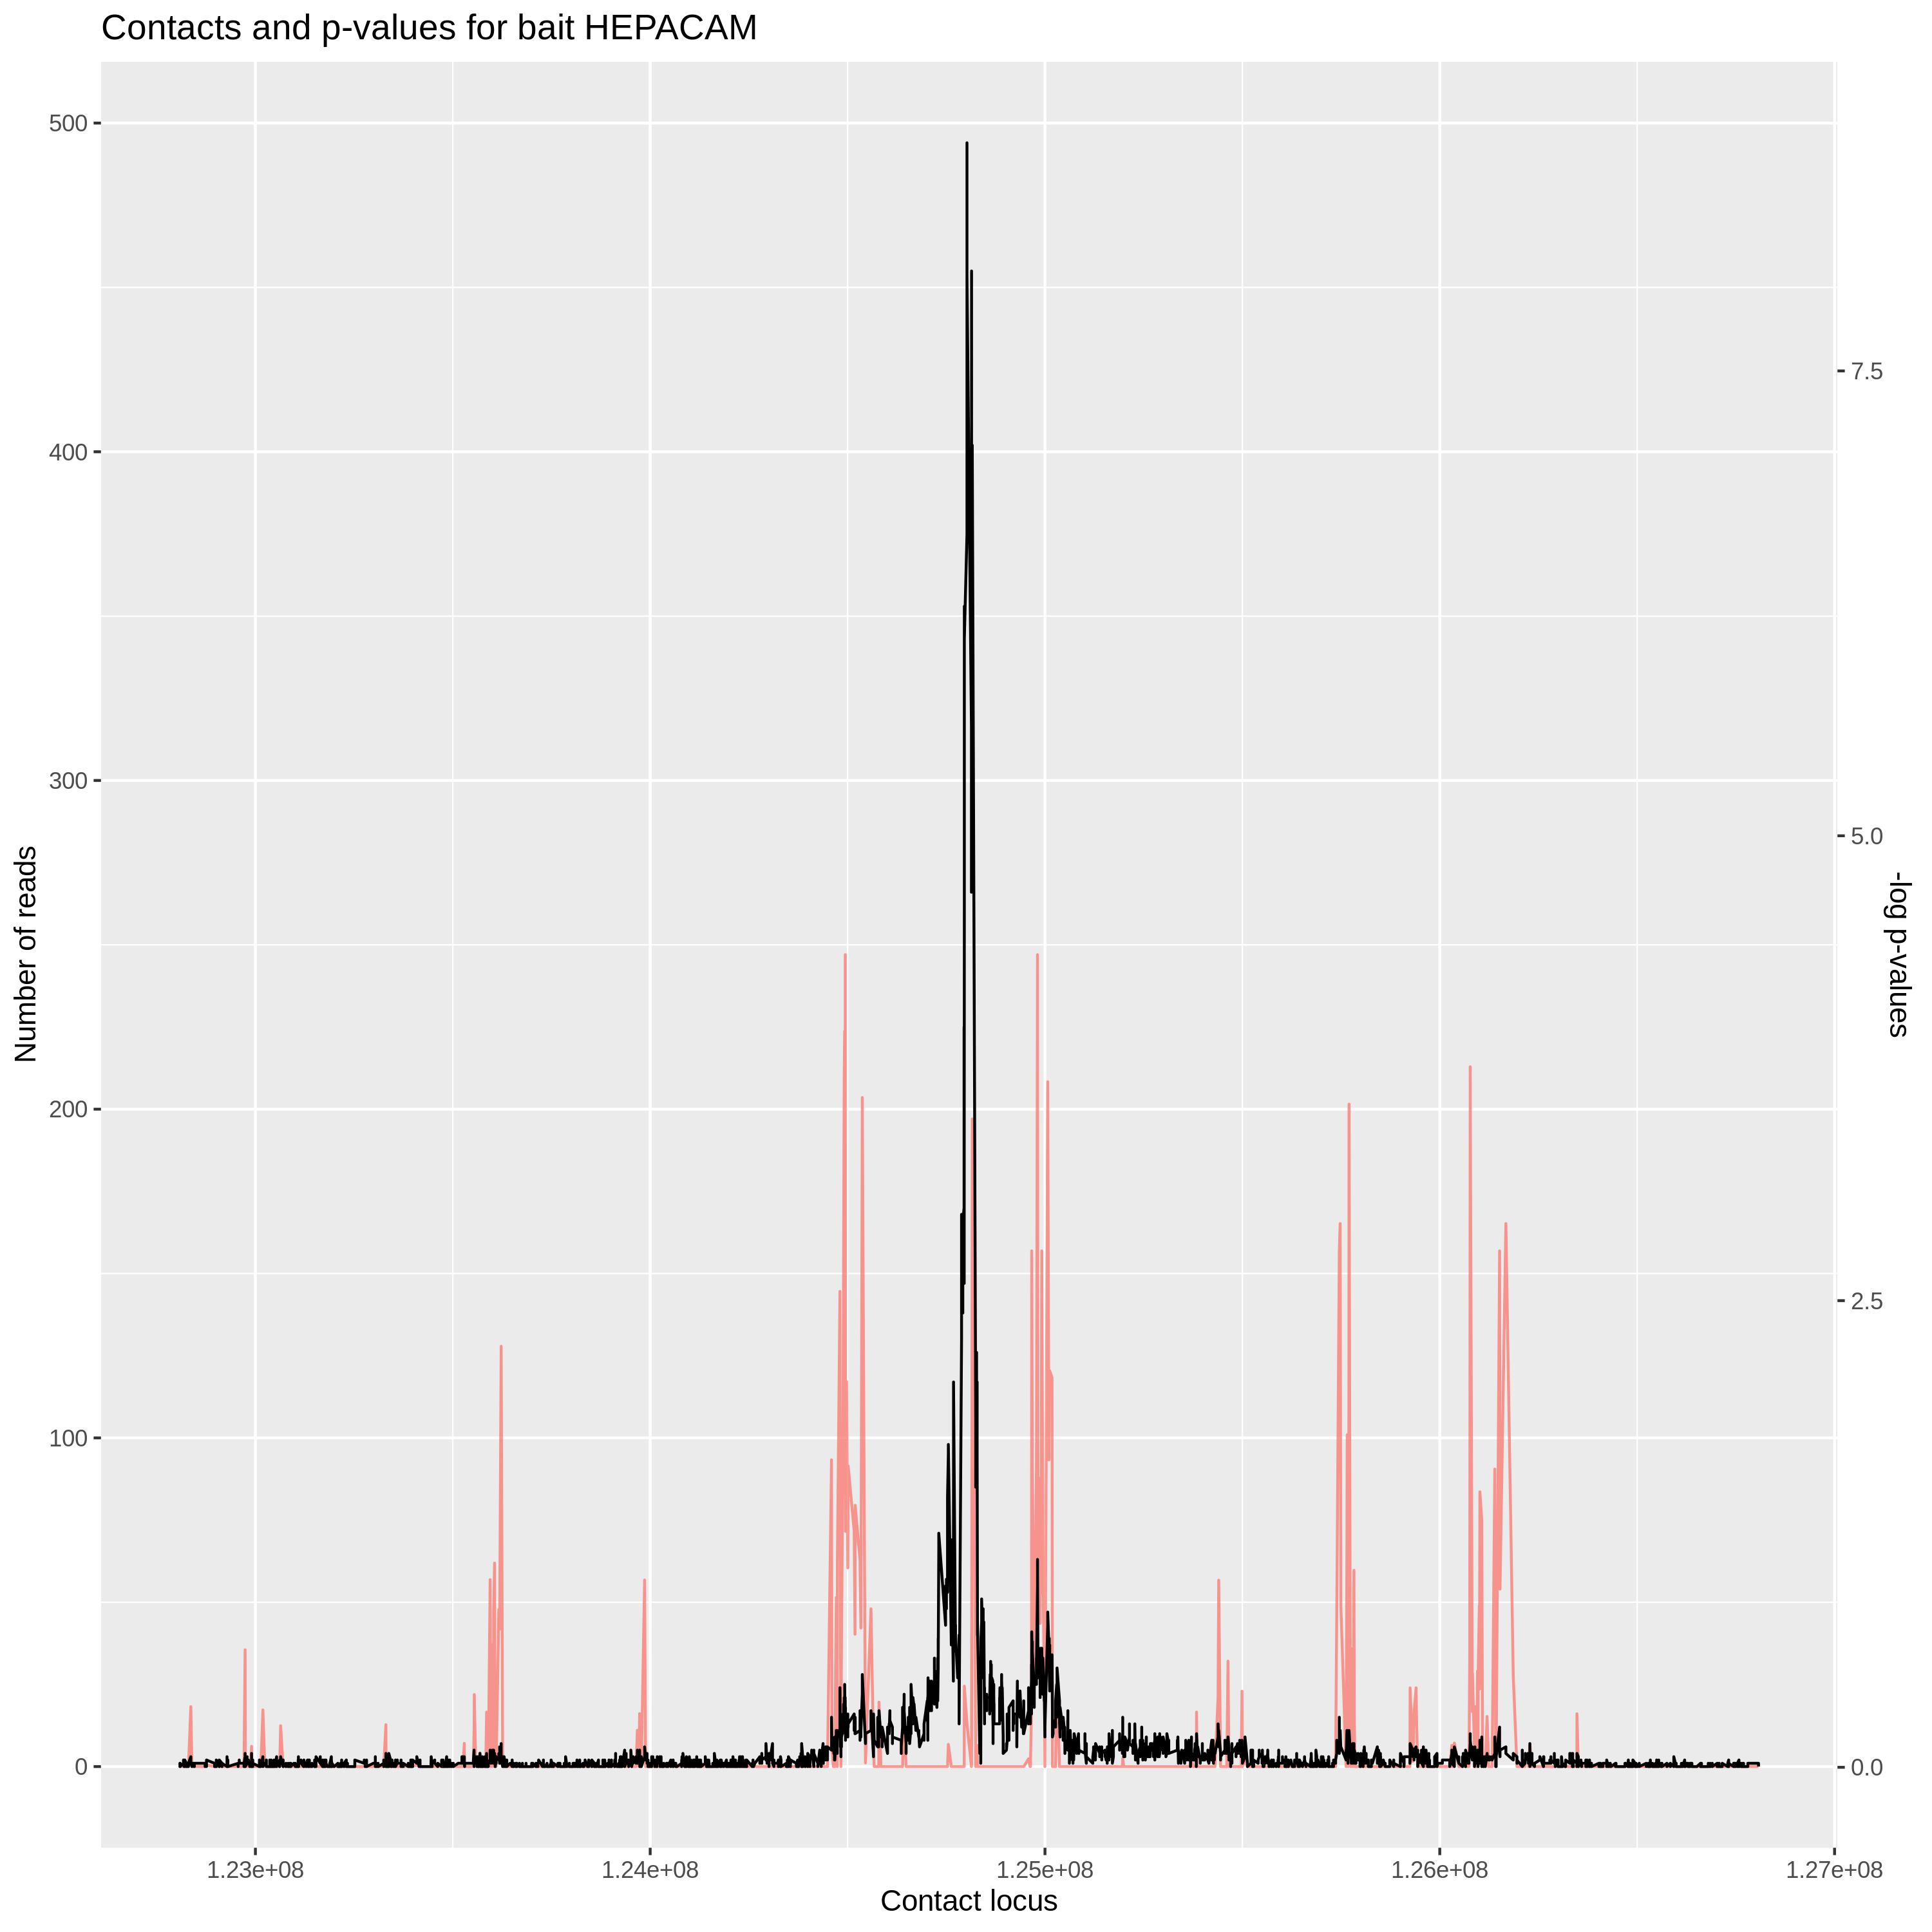 Contacts and p-values for bait HEPACAM
500
400
300
200
100
0
Number of reads
7.5
5.0
2.5
0.0
-log p-values
1.23e+08
1.24e+08
1.25e+08
1.26e+08
1.27e+08
Contact locus